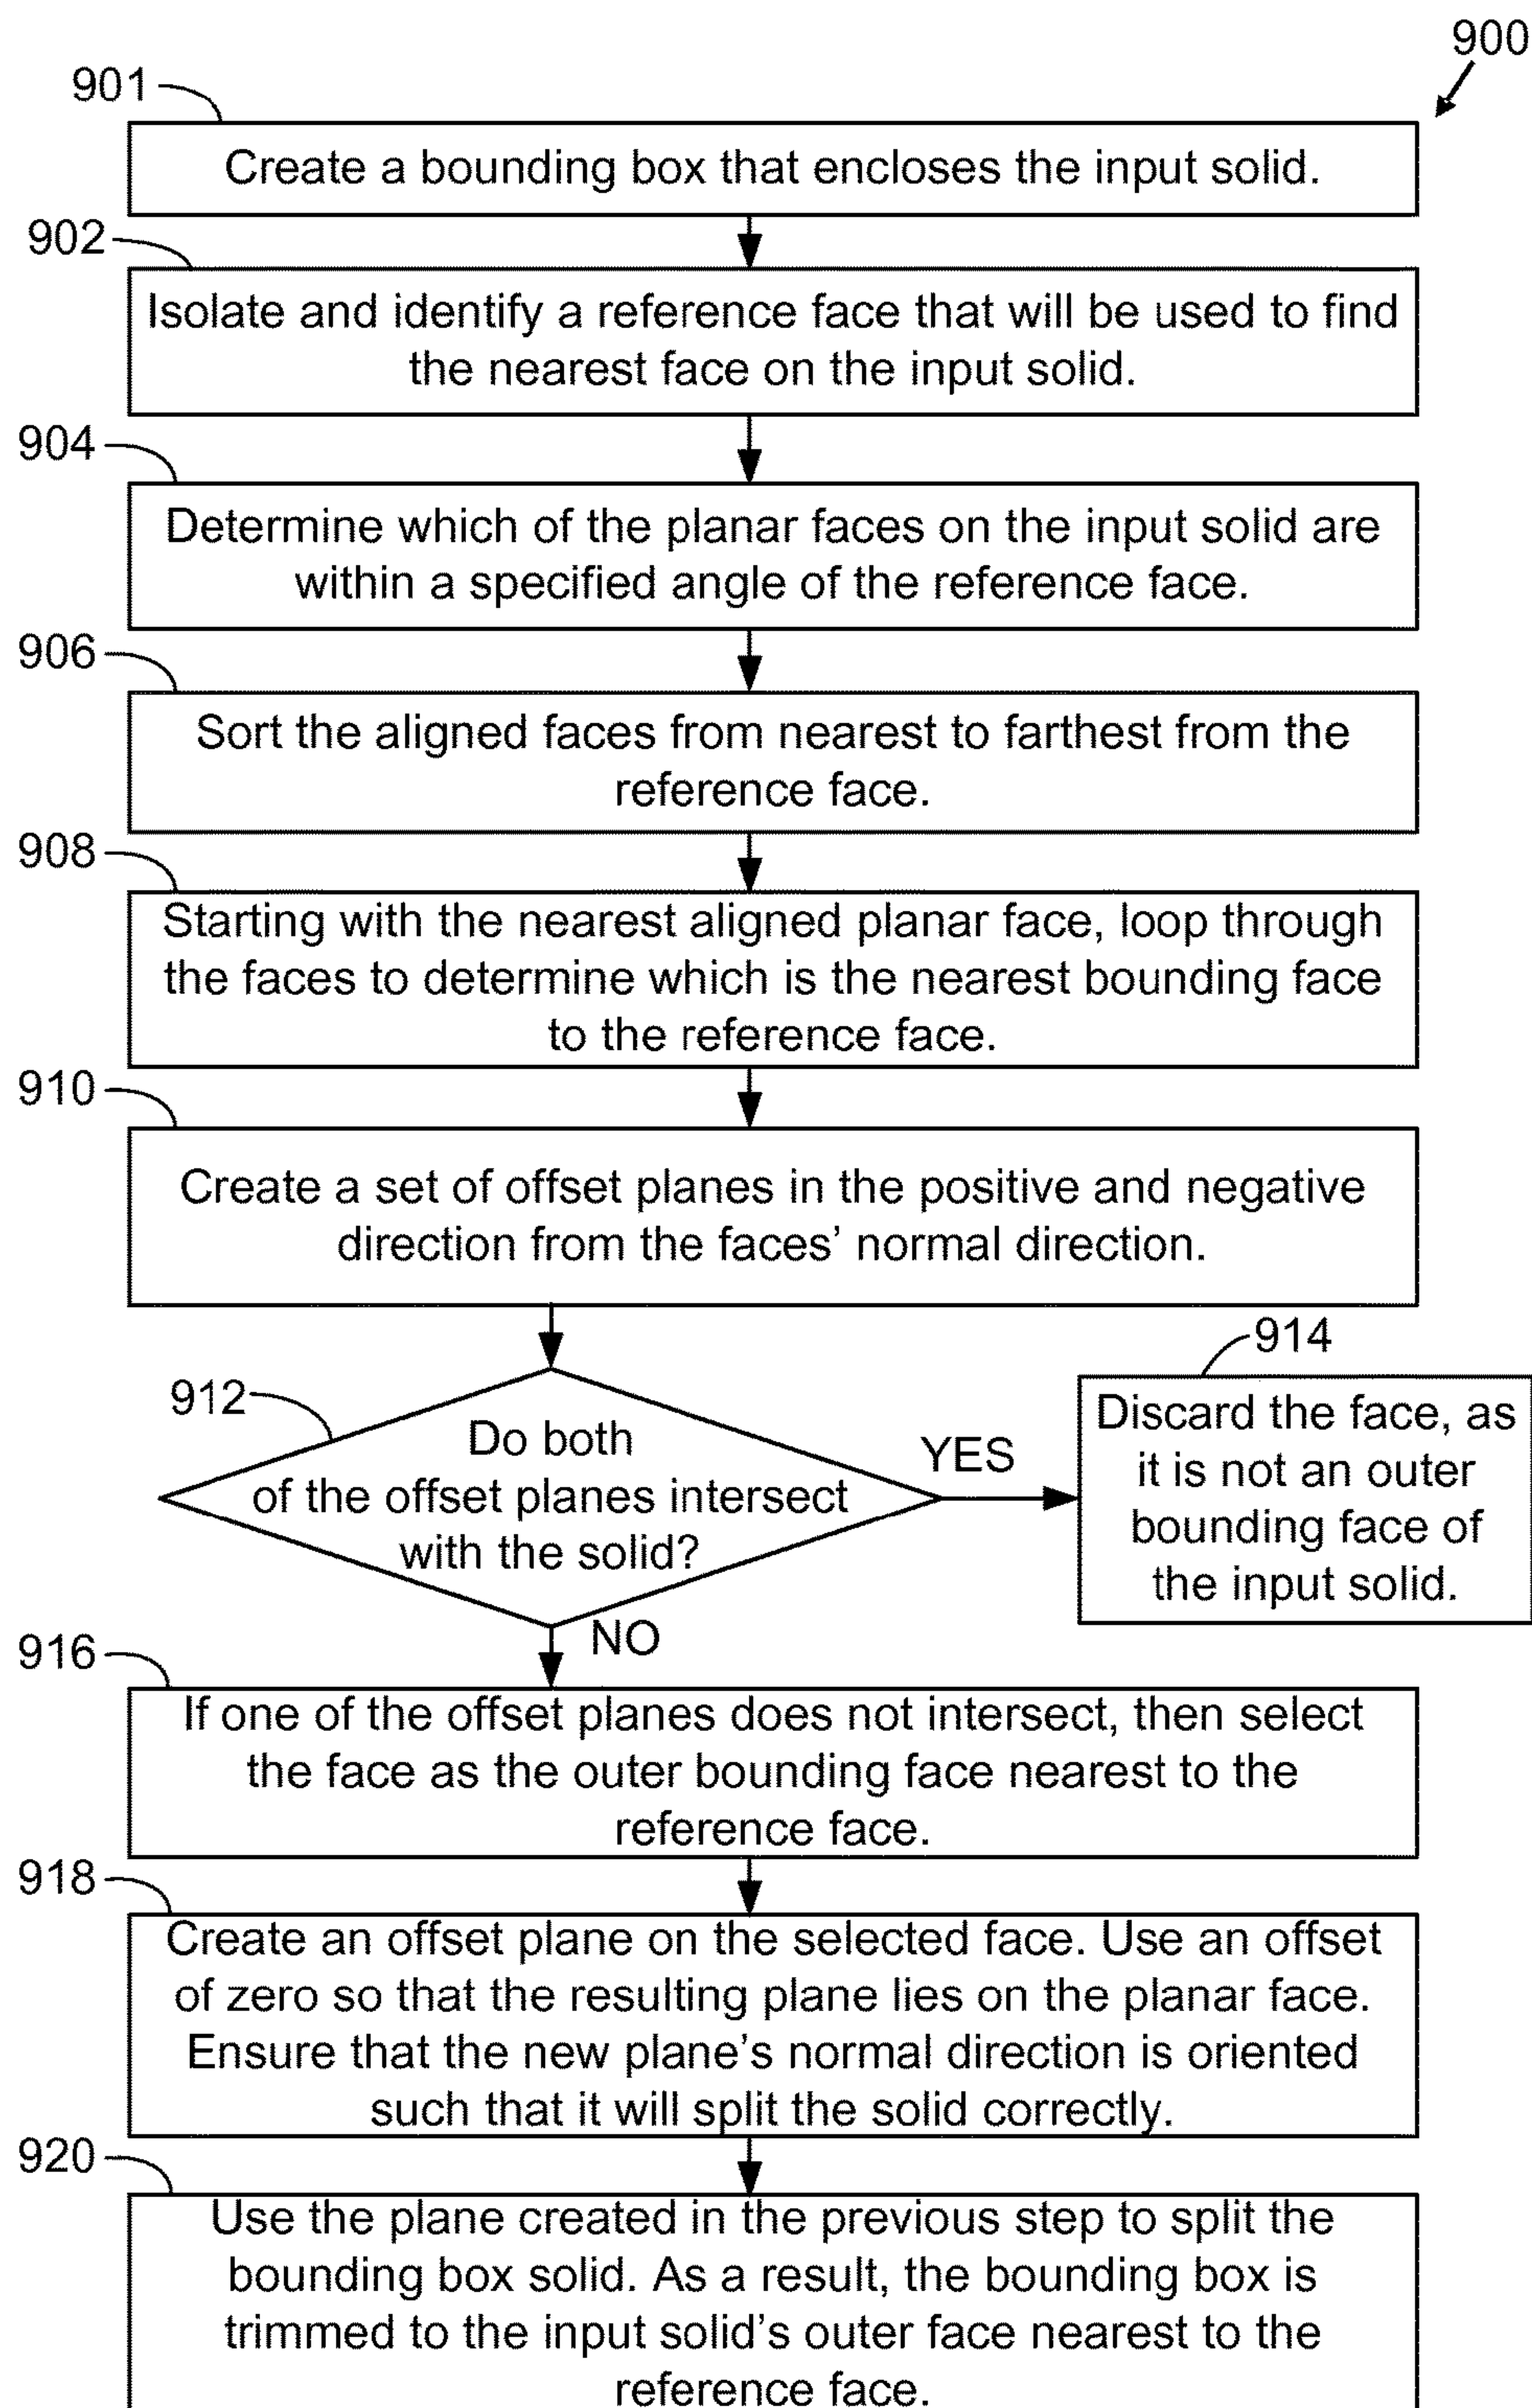 900
901
Create a bounding box that encloses the input solid.
902
Isolate and identify a reference face that will be used to find
the nearest face on the input solid.
904
Determine which of the planar faces on the input solid are
within a specified angle of the reference face.
906
Sort the aligned faces from nearest to farthest from the
reference face.
908
Starting with the nearest aligned planar face, loop through
the faces to determine which is the nearest bounding face
to the reference face.
910
Create a set of offset planes in the positive and negative
direction from the faces’ normal direction.
912
Do both
of the offset planes intersect
with the solid?
YES
914
Discard the face, as
it is not an outer
bounding face of
the input solid.
NO
916
If one of the offset planes does not intersect, then select
the face as the outer bounding face nearest to the
reference face.
918
Create an offset plane on the selected face. Use an offset
of zero so that the resulting plane lies on the planar face.
Ensure that the new plane’s normal direction is oriented
such that it will split the solid correctly.
920
Use the plane created in the previous step to split the
bounding box solid. As a result, the bounding box is
trimmed to the input solid’s outer face nearest to the
reference face.